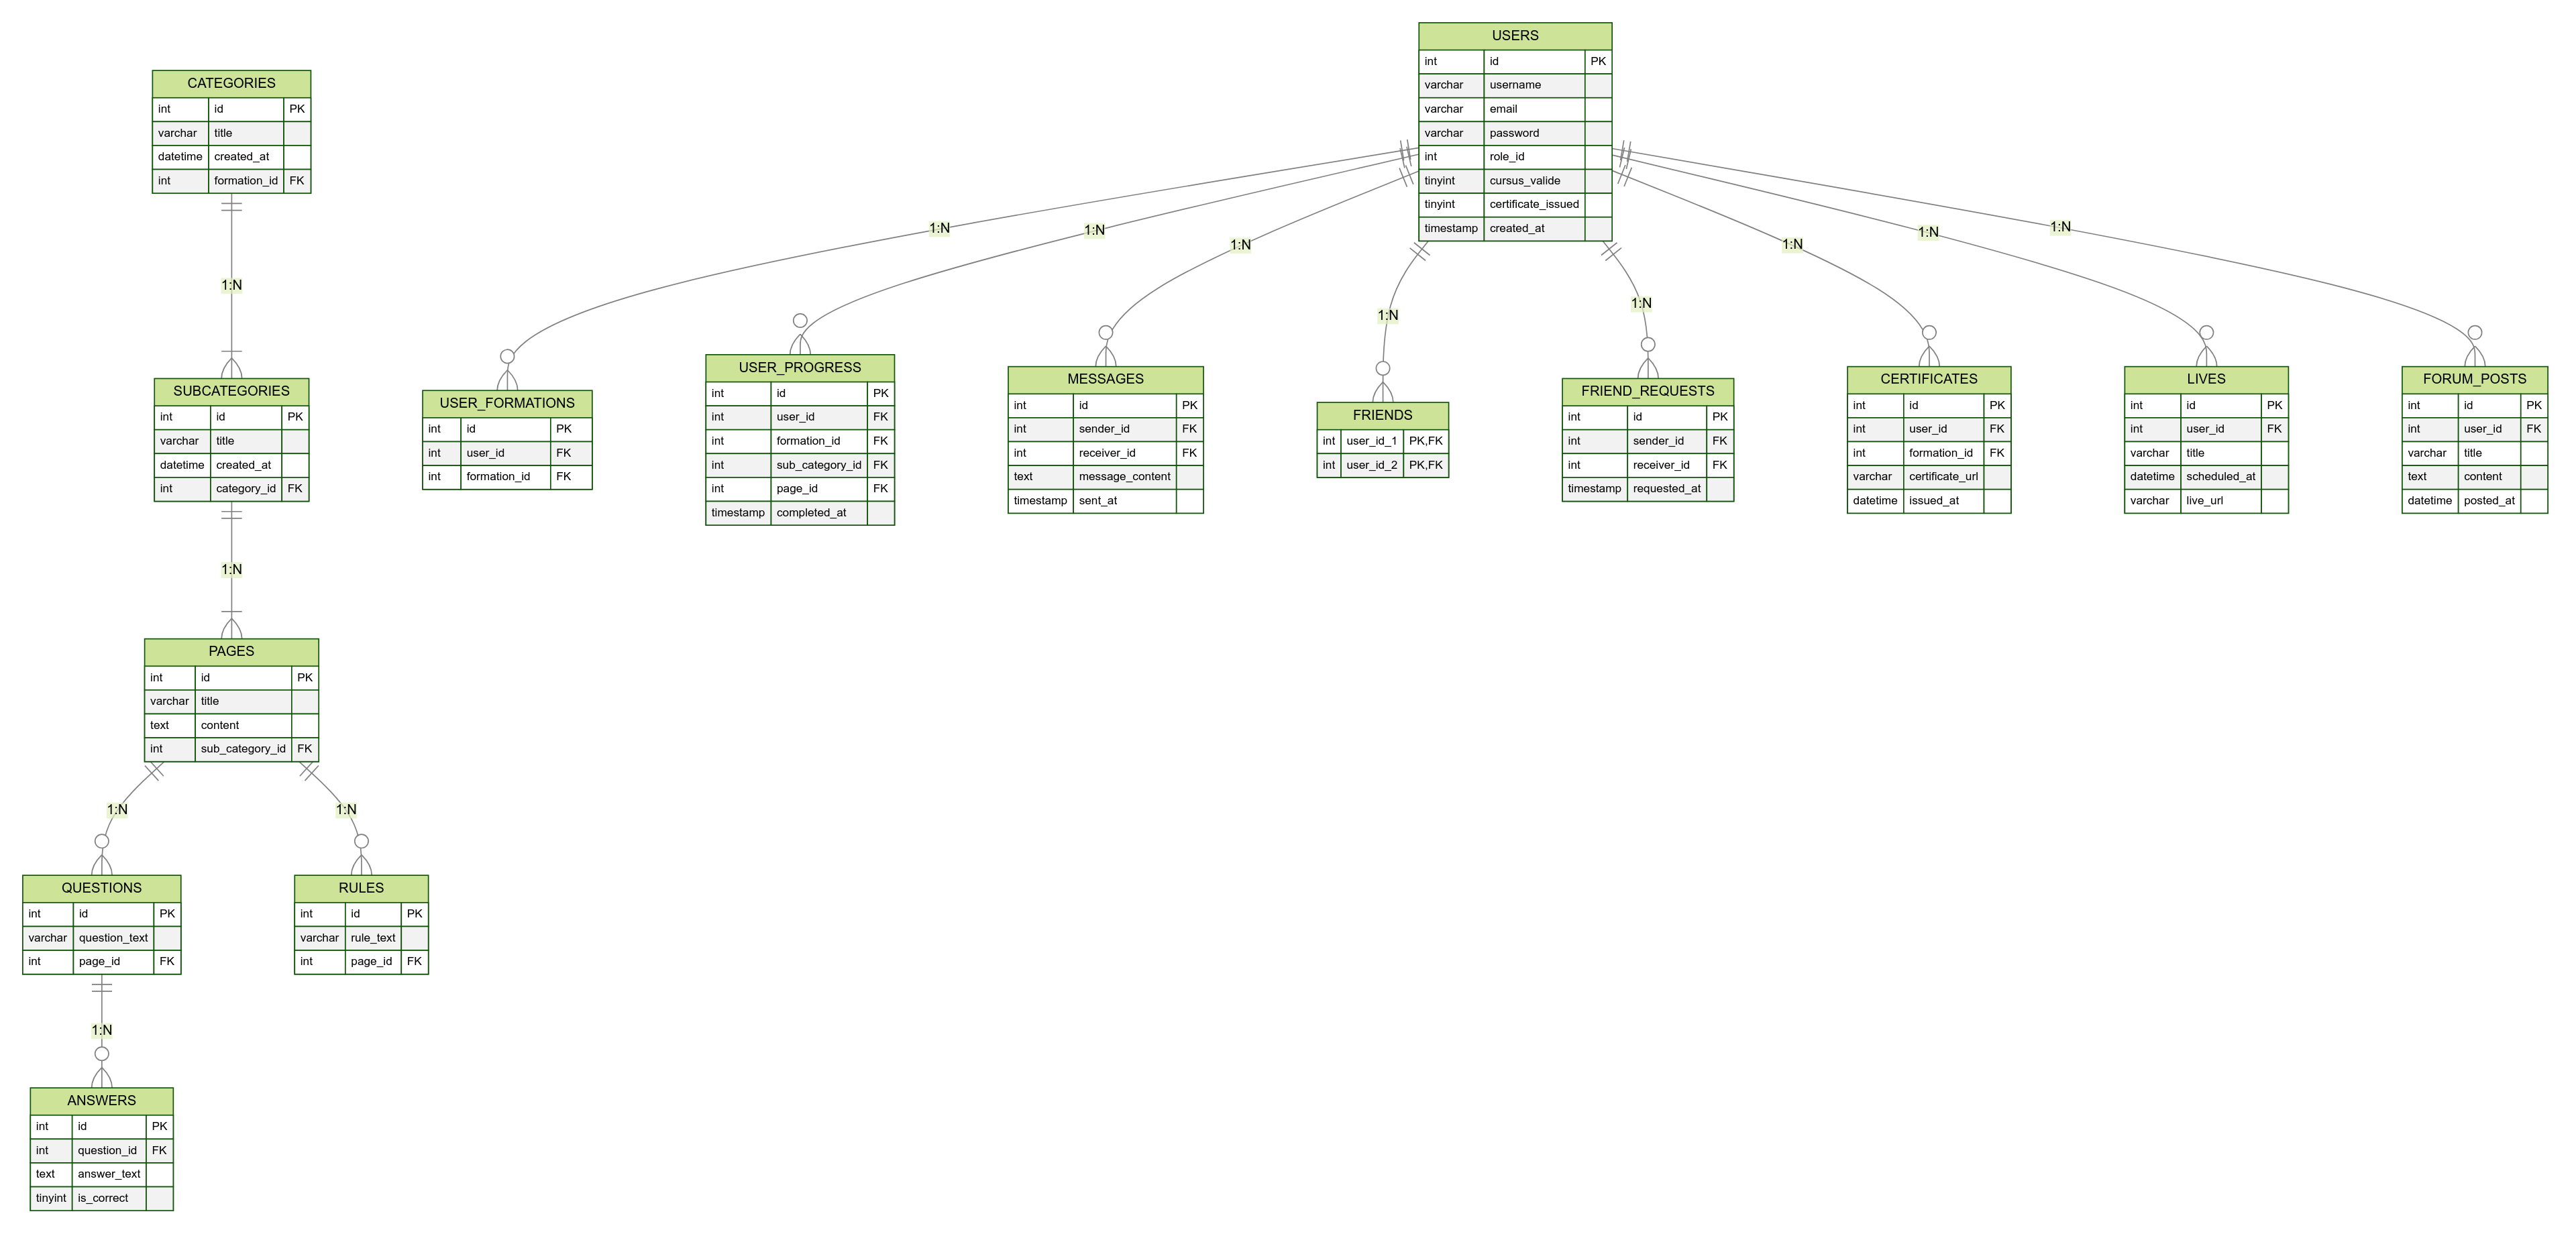 USERS
int id PK
varchar username
varchar email
varchar password
int role_id
tinyint cursus_valide
tinyint certificate_issued
timestamp created_at
CATEGORIES
int id PK
varchar title
datetime created_at
int formation_id FK
1:N
1:N
1:N
1:N
1:N
1:N
1:N
1:N
1:N
SUBCATEGORIES
int id PK
varchar title
datetime created_at
int category_id FK
USER_FORMATIONS
int id PK
int user_id FK
int formation_id FK
USER_PROGRESS
int id PK
int user_id FK
int formation_id FK
int sub_category_id FK
int page_id FK
timestamp completed_at
MESSAGES
int id PK
int sender_id FK
int receiver_id FK
text message_content
timestamp sent_at
FRIENDS
int user_id_1 PK,FK
int user_id_2 PK,FK
FRIEND_REQUESTS
int id PK
int sender_id FK
int receiver_id FK
timestamp requested_at
CERTIFICATES
int id PK
int user_id FK
int formation_id FK
varchar certificate_url
datetime issued_at
LIVES
int id PK
int user_id FK
varchar title
datetime scheduled_at
varchar live_url
FORUM_POSTS
int id PK
int user_id FK
varchar title
text content
datetime posted_at
1:N
PAGES
int id PK
varchar title
text content
int sub_category_id FK
1:N
1:N
QUESTIONS
int id PK
varchar question_text
int page_id FK
RULES
int id PK
varchar rule_text
int page_id FK
1:N
ANSWERS
int id PK
int question_id FK
text answer_text
tinyint is_correct